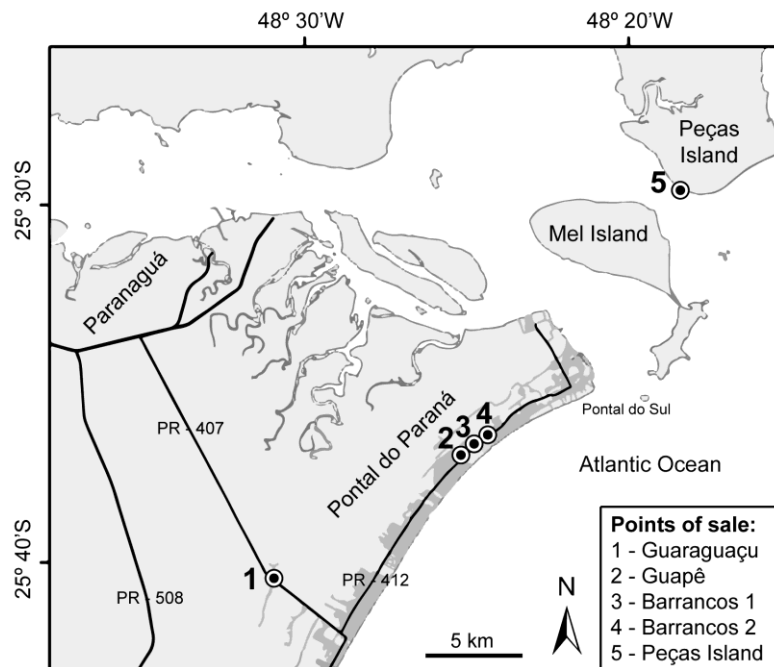 48º 30'W
48º 20'W
25º 30'S
25º 40'S
Peças
Island
5
Mel Island
Paranaguá
PR - 407
Pontal do Paraná
2
3
4
Pontal do Sul
Atlantic Ocean
1
PR - 508
PR - 412
N
5 km
Points of sale:
1 - Guaraguaçu
2 - Guapê
3 - Barrancos 1
4 - Barrancos 2
5 - Peças Island